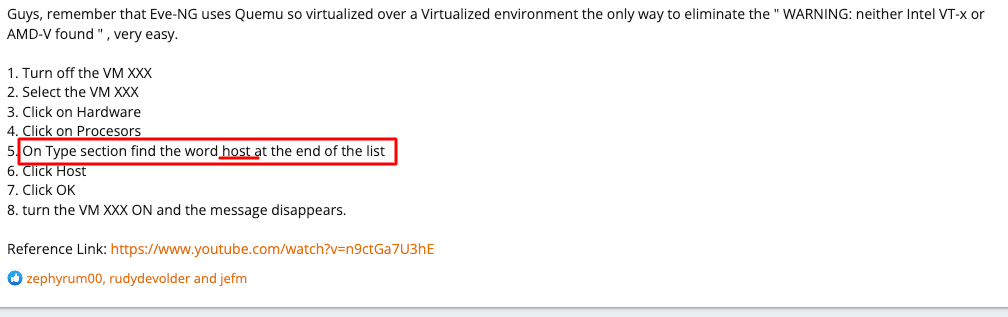 Guys, remember that Eve-NG uses Quemu so virtualized over a Virtualized environment the only way to eliminate the " WARNING: neither Intel VT-x or
AMD-V found " , very easy.
1. Turn off the VM XXX
2. Select the VM XXX
3. Click on Hardware
4. Click on Procesors
5. On Type section find the word host at the end of the list
6. Click Host
7. Click OK
8. turn the VM XXX ON and the message disappears.
Reference Link: https://www.youtube.com/watch?v=n9ctGa7U3hE
zephyrum00, rudydevolder and jefm